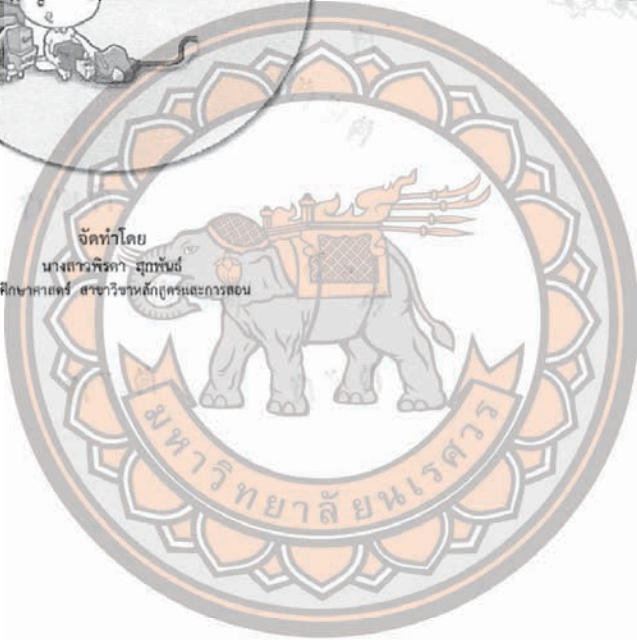 จัดทำโดย
นางสาวพิรดา สุกพันธ์
ศึกษาศาสตร์ สาขาวิชาหลักสูตรและการสอน
มหาวิทยาลัยนเรศวร